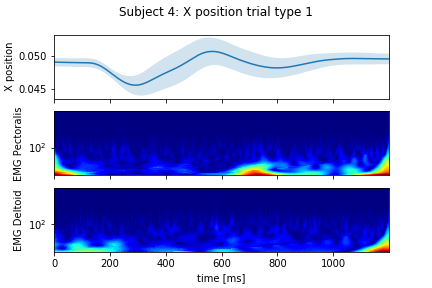 Subject 4: X position trial type 1
X position
0.050
0.045
EMG Pectoralis
10²
EMG Deltoid
10²
0 200 400 600 800 1000
time [ms]